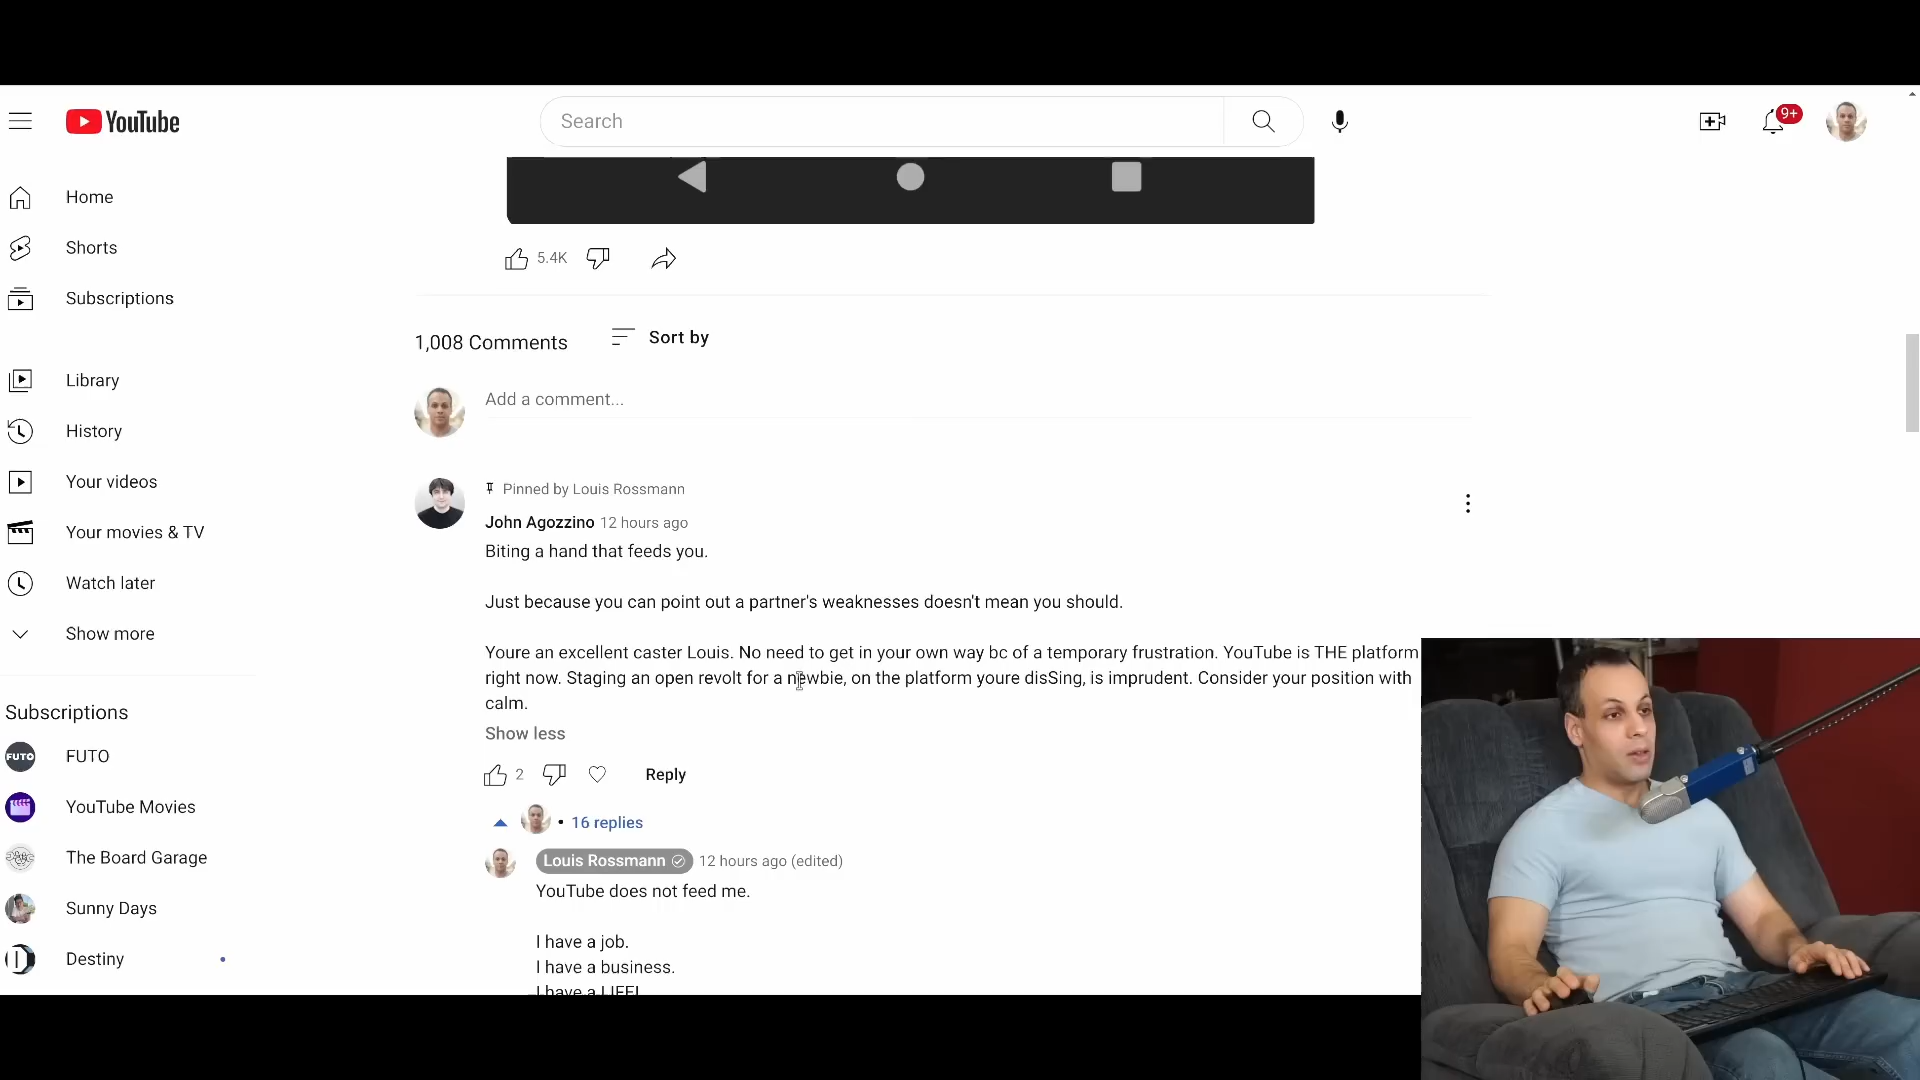 YouTube
Search
9+
Home
Shorts
Subscriptions
Library
History
Your videos
Your movies & TV
Watch later
Show more
Subscriptions
FUTO
FUTO
YouTube Movies
The Board Garage
Sunny Days
Destiny
5.4K
1,008 Comments
Sort by
Add a comment...
Pinned by Louis Rossmann
John Agozzino 12 hours ago
Biting a hand that feeds you.
Just because you can point out a partner's weaknesses doesn't mean you should.
Youre an excellent caster Louis. No need to get in your own way bc of a temporary frustration. YouTube is THE platform
right now. Staging an open revolt for a newbie, on the platform youre disSing, is imprudent. Consider your position with
calm.
Show less
2
Reply
• 16 replies
Louis Rossmann 12 hours ago (edited)
YouTube does not feed me.
I have a job.
I have a business.
I have a LIFE!